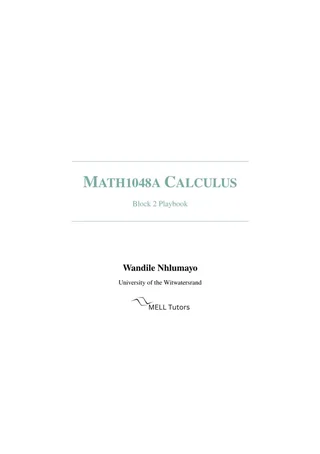 MATH1048A CALCULUS
Block 2 Playbook
Wandile Nhlumayo
University of the Witwatersrand
MELL Tutors